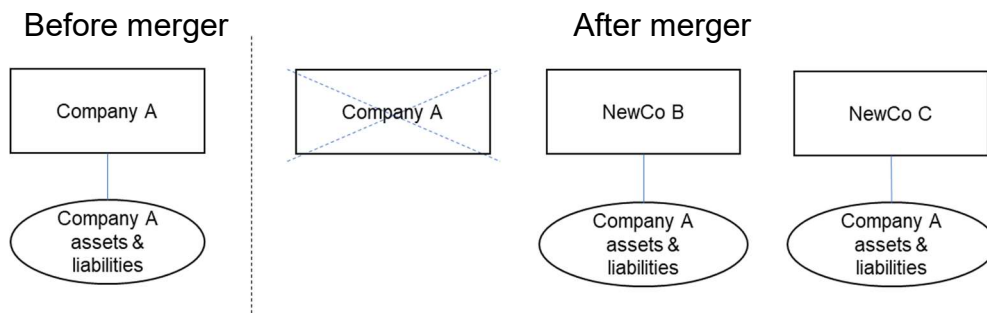 Before merger
After merger
Company A
Company A
NewCo B
NewCo C
Company A
assets &
liabilities
Company A
assets &
liabilities
Company A
assets &
liabilities